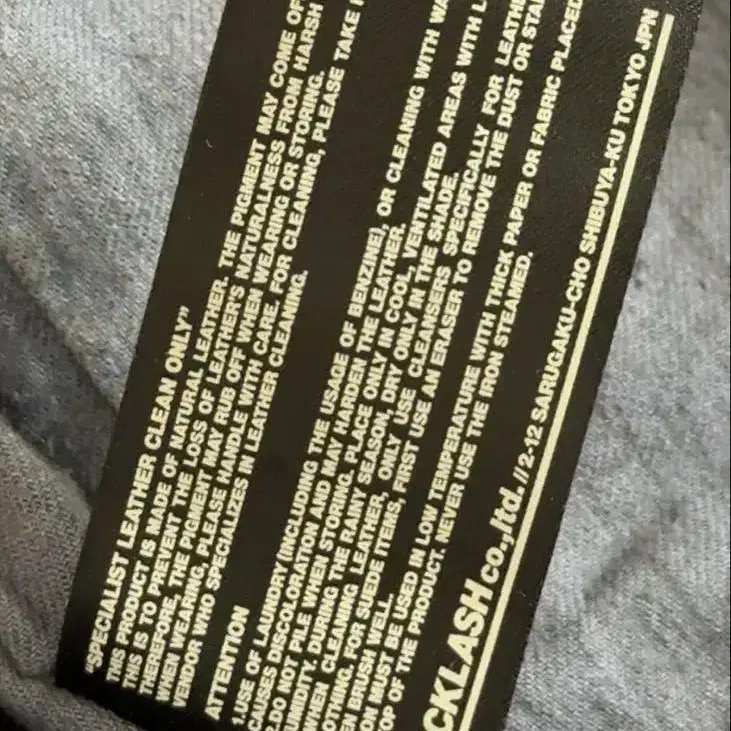 "SPECIALIST LEATHER CLEAN ONLY"
THIS PRODUCT IS MADE OF NATURAL LEATHER. THE PIGMENT MAY COME OF
THIS IS TO PREVENT THE LOSS OF LEATHER'S NATURALNESS FROM HARSH
THEREFORE, THE PIGMENT MAY RUB OFF WHEN WEARING OR STORING.
WHEN WEARING, PLEASE HANDLE WITH CARE. FOR CLEANING, PLEASE TAKE
VENDOR WHO SPECIALIZES IN LEATHER CLEANING.
ATTENTION
1.USE OF LAUNDRY (INCLUDING THE USAGE OF BENZINE), OR CLEANING WITH WA
CAUSES DISCOLORATION AND MAY HARDEN THE LEATHER.
2.DO NOT PILE WHEN STORING. PLACE ONLY IN COOL, VENTILATED AREAS WITH L
UMIDITY. DURING THE RAINY SEASON, DRY ONLY IN THE SHADE.
WHEN CLEANING LEATHER, ONLY USE CLEANSERS SPECIFICALLY FOR LEATH
OTHING. FOR SUEDE ITEMS, FIRST USE AN ERASER TO REMOVE THE DUST OR STA
EN BRUSH WELL.
ON MUST BE USED IN LOW TEMPERATURE WITH THICK PAPER OR FABRIC PLACED
TOP OF THE PRODUCT. NEVER USE THE IRON STEAMED.
CKLASH co.,ltd. //2-12 SARUGAKU-CHO SHIBUYA-KU TOKYO JPN